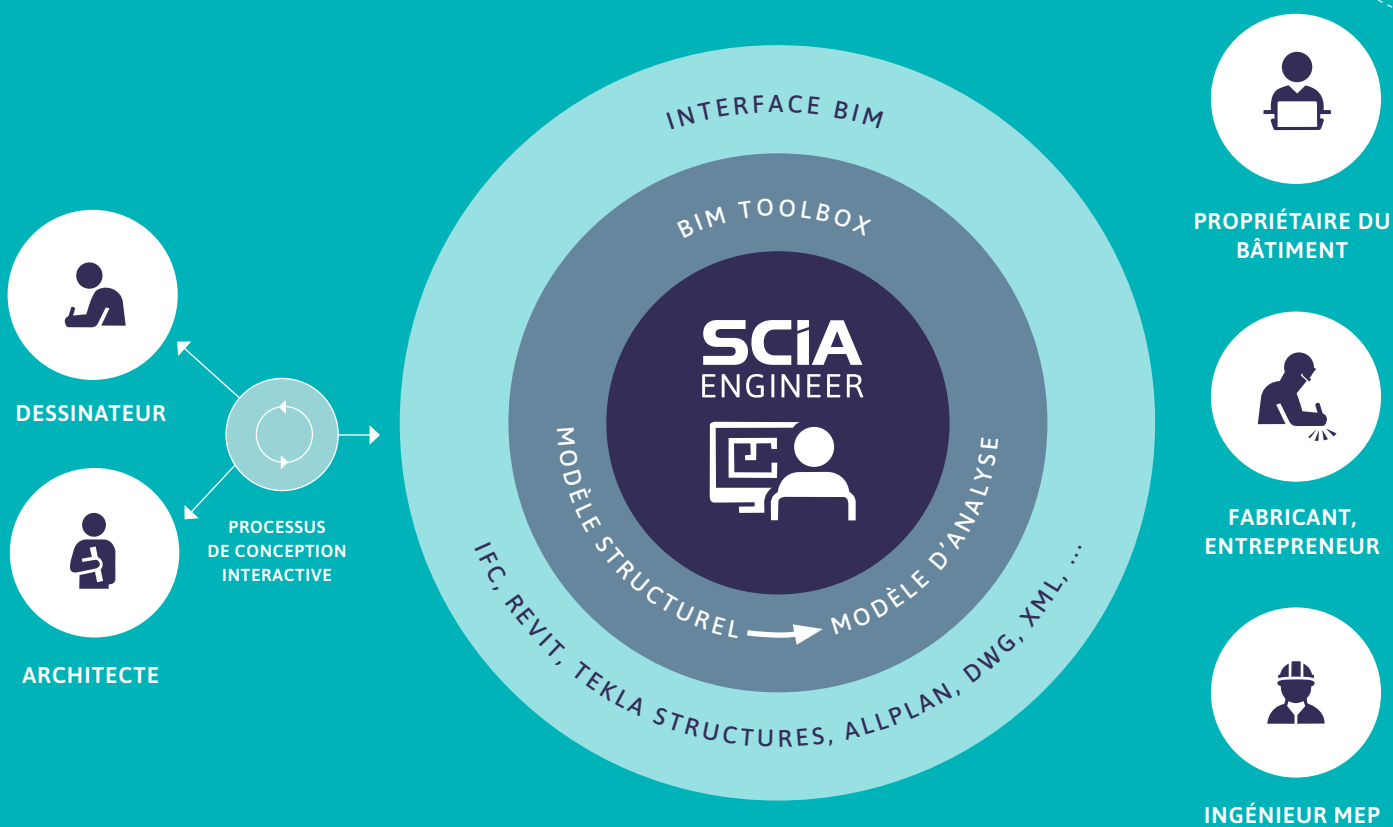 INTERFACE BIM
BIM TOOLBOX
SCiA
ENGINEER
MODÈLE STRUCTUREL
MODÈLE D'ANALYSE
IFC, REVIT, TEKLA STRUCTURES, ALLPLAN, DWG, XML, ...
DESSINATEUR
ARCHITECTE
PROCESSUS
DE CONCEPTION
INTERACTIVE
PROPRIÉTAIRE DU
BÂTIMENT
FABRICANT,
ENTREPRENEUR
INGÉNIEUR MEP